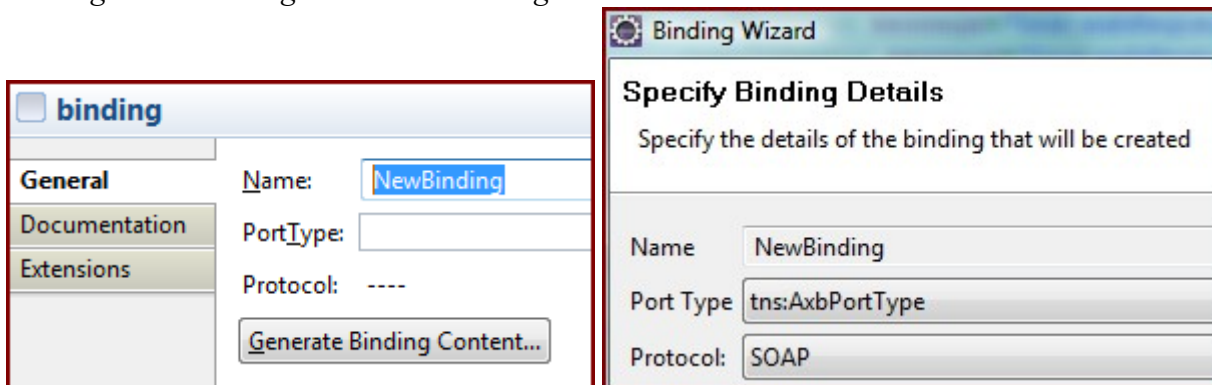 binding
General
Documentation
Extensions
Name: NewBinding
PortType:
Protocol: ----
Generate Binding Content...
Binding Wizard
Specify Binding Details
Specify the details of the binding that will be created
Name NewBinding
Port Type tns:AxbPortType
Protocol: SOAP